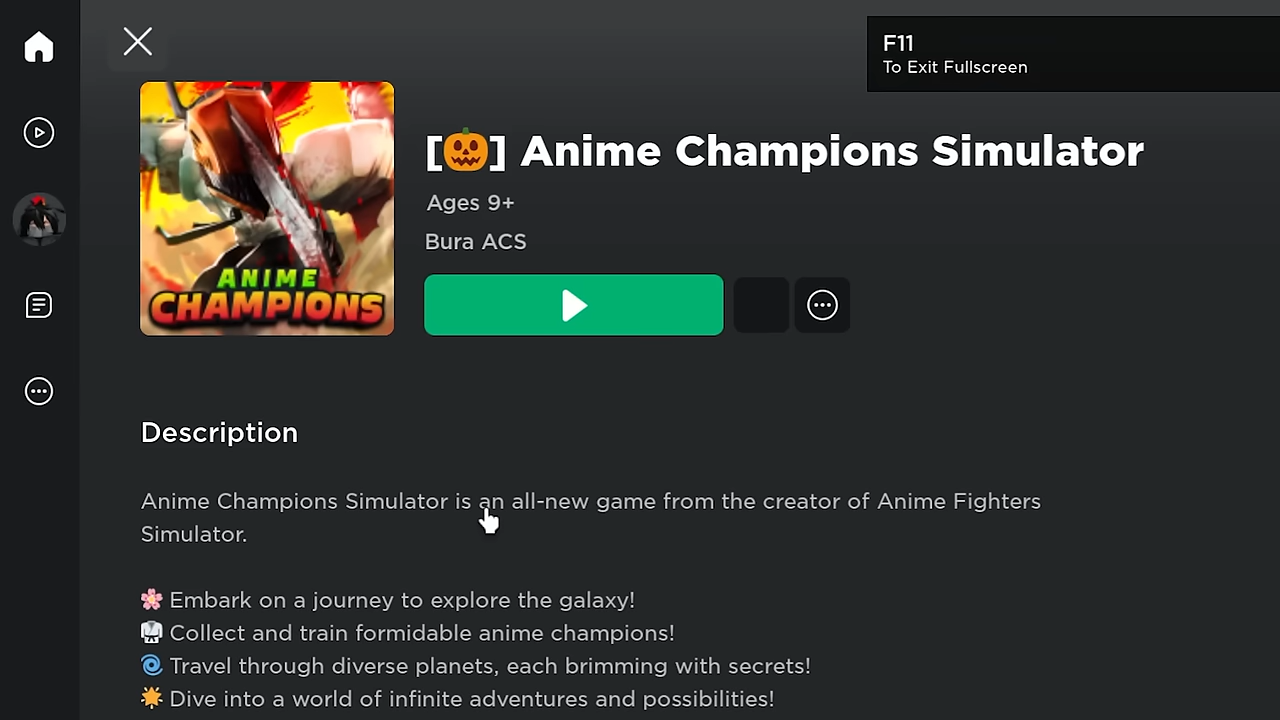 F11
To Exit Fullscreen
[🎃] Anime Champions Simulator
Ages 9+
Bura ACS
ANIME
CHAMPIONS
Description
Anime Champions Simulator is an all-new game from the creator of Anime Fighters
Simulator.
🌸 Embark on a journey to explore the galaxy!
🥋 Collect and train formidable anime champions!
🌀 Travel through diverse planets, each brimming with secrets!
🌟 Dive into a world of infinite adventures and possibilities!